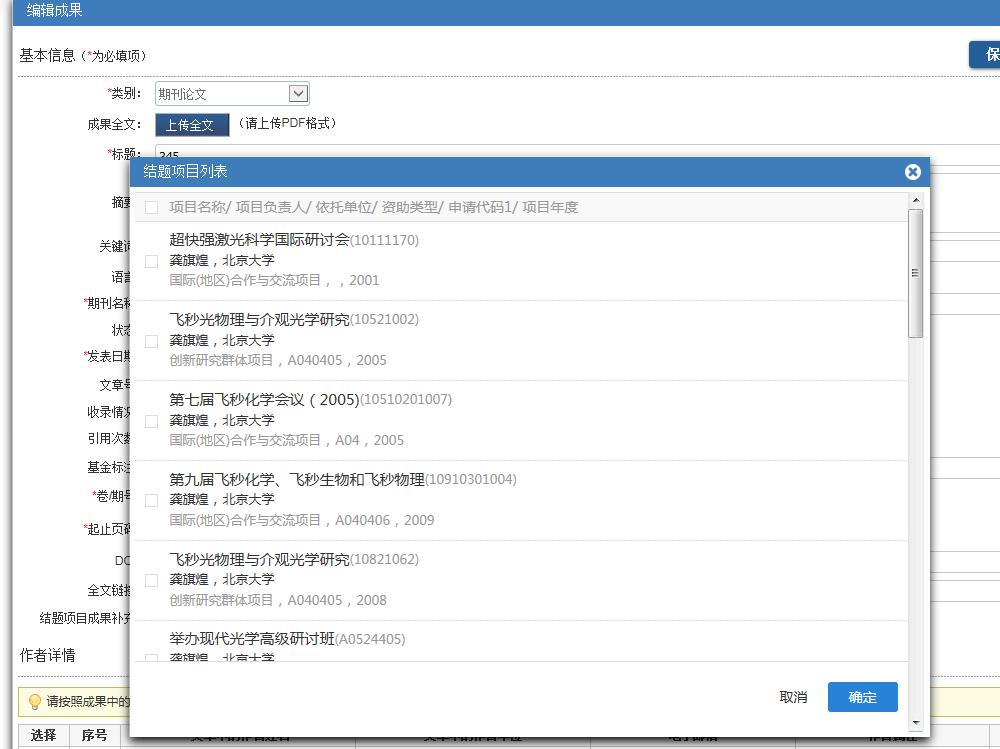 编辑成果
基本信息（*为必填项）
保
*类别： 期刊论文
成果全文： 上传全文 （请上传PDF格式）
*标题： 345
结题项目列表
摘要
关键词
语言
*期刊名称
状态
*发表日期
文章号
收录情况
引用次数
基金标注
*卷/期号
*起止页码
DO
全文链接
结题项目成果补充
项目名称/ 项目负责人/ 依托单位/ 资助类型/ 申请代码1/ 项目年度
超快强激光科学国际研讨会(10111170)
龚旗煌，北京大学
国际(地区)合作与交流项目，，2001
飞秒光物理与介观光学研究(10521002)
龚旗煌，北京大学
创新研究群体项目，A040405，2005
第七届飞秒化学会议（2005)(10510201007)
龚旗煌，北京大学
国际(地区)合作与交流项目，A04，2005
第九届飞秒化学、飞秒生物和飞秒物理(10910301004)
龚旗煌，北京大学
国际(地区)合作与交流项目，A040406，2009
飞秒光物理与介观光学研究(10821062)
龚旗煌，北京大学
创新研究群体项目，A040405，2008
举办现代光学高级研讨班(A0524405)
龚旗煌，北京大学
取消 确定
作者详情
请按照成果中的
选择 序号